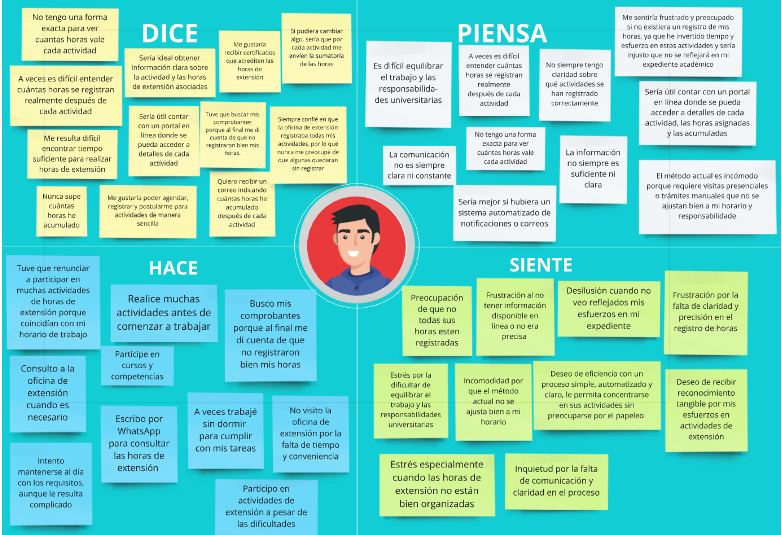 DICE
No tengo una forma
exacta para ver
cuantas horas vale
cada actividad
Sería ideal obtener
información clara sobre
la actividad y las horas
de extensión asociadas
Me gustaría
recibir certificados
que acrediten las
horas de
extensión
Si pudiera cambiar
algo, sería que por
cada actividad me
envien la sumatoria
de las horas
A veces es difícil entender
cuántas horas se registran
realmente después de
cada actividad
Sería útil contar
con un portal en
línea donde se
pueda acceder a
detalles de cada
actividad
Tuve que buscar mis
comprobantes
porque al final me di
cuenta de que no
registraron bien mis
horas.
Siempre confié en que
la oficina de extensión
registraba todas mis
actividades, por lo que
nunca me preocupé de
que algunas quedaran
sin registrar
Me resulta difícil
encontrar tiempo
suficiente para realizar
horas de extensión
Nunca supe
cuántas
horas he
acumulado
Me gustaría poder agendar,
registrar y postularme para
actividades de manera
sencilla
Quiero recibir un
correo indicando
cuántas horas he
acumulado
después de cada
actividad
PIENSA
Es difícil equilibrar
el trabajo y las
responsabilida-
des universitarias
A veces es difícil
entender cuántas
horas se registran
realmente después de
cada actividad
No siempre tengo
claridad sobre
qué actividades se
han registrado
correctamente
Me sentiría frustrado y preocupado
si no existiera un registro de mis
horas, ya que he invertido tiempo y
esfuerzo en estas actividades y sería
injusto que no se reflejará en mi
expediente académico
Sería útil contar con un portal
en línea donde se pueda
acceder a detalles de cada
actividad, las horas asignadas
y las acumuladas
La comunicación
no es siempre
clara ni constante
No tengo una forma
exacta para ver
cuántas horas vale
cada actividad
La información
no siempre es
suficiente ni
clara
Sería mejor si hubiera un
sistema automatizado de
notificaciones o correos
El método actual es incómodo
porque requiere visitas presenciales
o trámites manuales que no se
ajustan bien a mi horario y
responsabilidade
HACE
Tuve que renunciar
a participar en
muchas actividades
de horas de
extensión porque
coincidían con mi
horario de trabajo
Realice muchas
actividades antes de
comenzar a trabajar
Busco mis
comprobantes
porque al final me
di cuenta de que
no registraron
bien mis horas
Participe en
cursos y
competencias
Consulto a la
oficina de
extensión
cuando es
necesario
Escribo por
WhatsApp
para consultar
las horas de
extensión
A veces trabajé
sin dormir
para cumplir
con mis tareas
No visito la
oficina de
extensión por la
falta de tiempo
y conveniencia
Intento
mantenerse al día
con los requisitos,
aunque le resulta
complicado
Participo en
actividades de
extensión a pesar de
las dificultades
SIENTE
Preocupación
de que no
todas sus
horas esten
registradas
Frustración al no
tener información
disponible en
línea o no era
precisa
Desilusión cuando no
veo reflejados mis
esfuerzos en mi
expediente
Frustración por la
falta de claridad y
precisión en el
registro de horas
Estrés por la
dificultar de
equilibrar el
trabajo y las
responsabilidades
universitarias
Incomodidad por
que el método
actual no se
ajusta bien a mi
horario
Deseo de eficiencia con un
proceso simple, automatizado y
claro, le permita concentrarse
en sus actividades sin
preocuparse por el papeleo
Deseo de recibir
reconocimiento
tangible por mis
esfuerzos en
actividades de
extensión
Estrés especialmente
cuando las horas de
extensión no están
bien organizadas
Inquietud por la falta
de comunicación y
claridad en el proceso